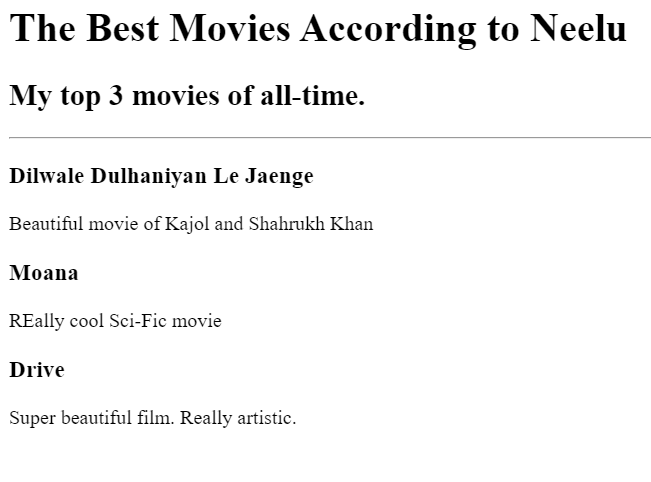 The Best Movies According to Neelu
My top 3 movies of all-time.
Dilwale Dulhaniyan Le Jaenge
Beautiful movie of Kajol and Shahrukh Khan
Moana
REally cool Sci-Fic movie
Drive
Super beautiful film. Really artistic.